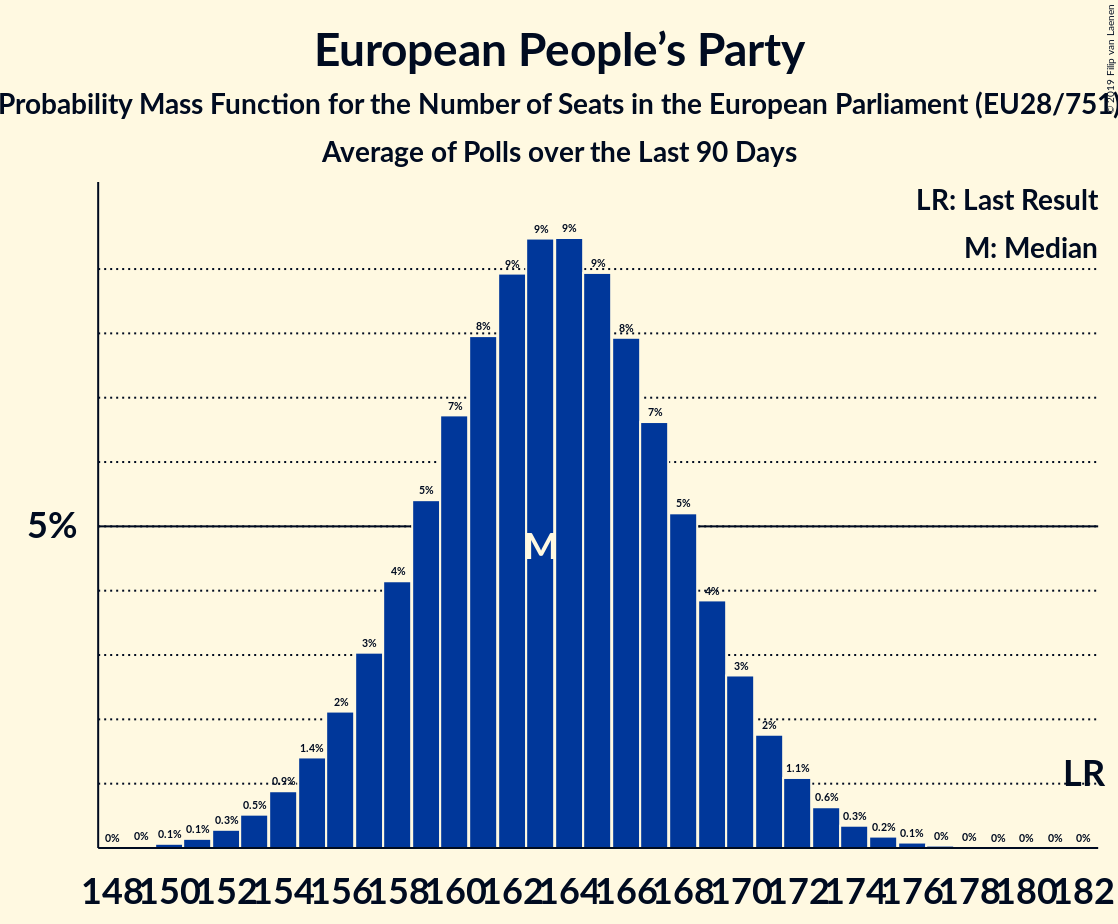 European People's Party
Probability Mass Function for the Number of Seats in the European Parliament (EU28/751)
Average of Polls over the Last 90 Days
© 2019 Filip van Laenen
LR: Last Result
M: Median
5%
0% 0% 0.1% 0.1% 0.3% 0.5% 0.9% 1.4% 2% 3% 4% 5% 7% 8% 9% 9% 9% 9% 8% 7% 5% 4% 3% 2% 1.1% 0.6% 0.3% 0.2% 0.1% 0% 0% 0% 0% 0% 0%
M
LR
148 150 152 154 156 158 160 162 164 166 168 170 172 174 176 178 180 182